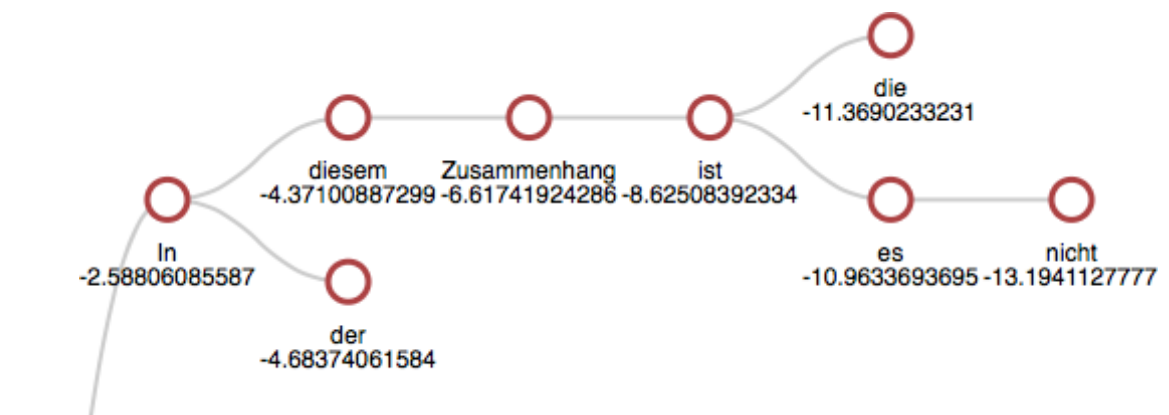 die
-11.3690233231
diesem Zusammenhang ist
-4.37100887299 -6.61741924286 -8.62508392334
In es nicht
-2.58806085587 -10.9633693695 -13.1941127777
der
-4.68374061584